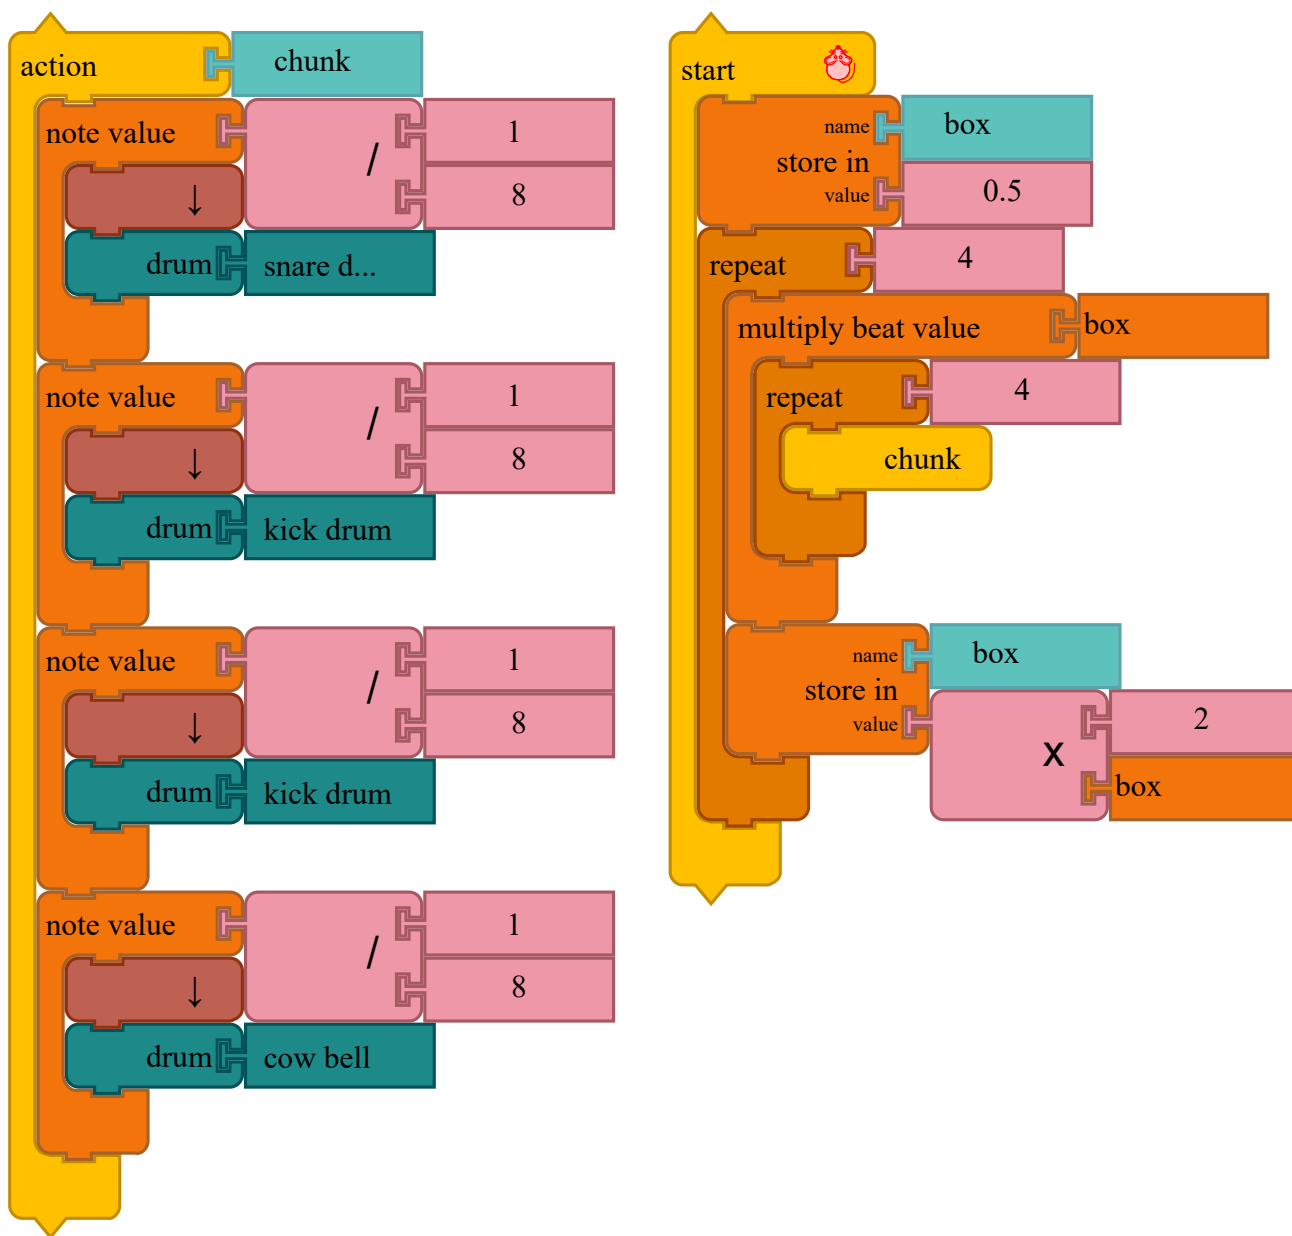 action chunk
note value / 1
8
↓
drum snare d...
note value / 1
8
↓
drum kick drum
note value / 1
8
↓
drum kick drum
note value / 1
8
↓
drum cow bell
start
name box
store in
value 0.5
repeat 4
multiply beat value box
repeat 4
chunk
name box
store in
value x 2
box